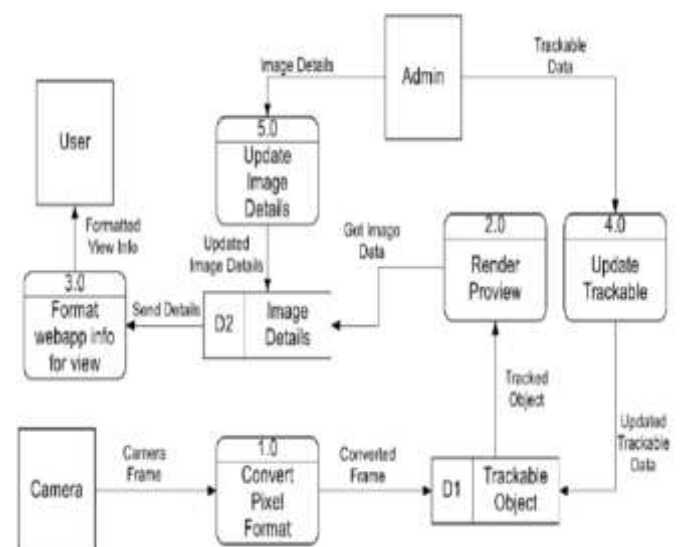 Trackable
Data
Image Details
Admin
User
5.0
Update
Image
Details
Formatted
View Info
Updated
Image Details
Get Image
Data
2.0
Render
Proview
4.0
Update
Trackable
3.0
Format
webapp info
for view
Send Details
D2
Image
Details
Tracked
Object
Updated
Trackable
Data
Camera
Camera
Frame
1.0
Convert
Pixel
Format
Converted
Frame
D1
Trackable
Object